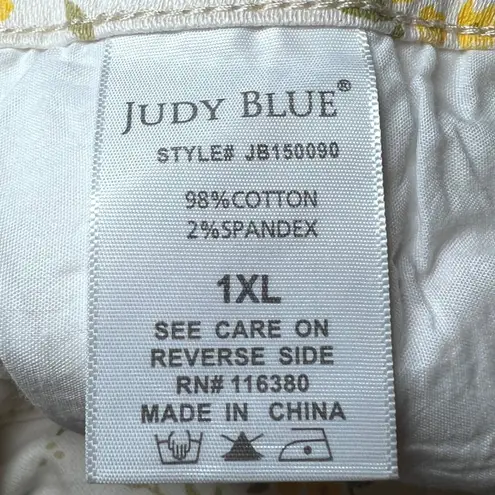 JUDY BLUE®
STYLE# JB150090
98%COTTON
2%SPANDEX
1XL
SEE CARE ON
REVERSE SIDE
RN# 116380
MADE IN CHINA